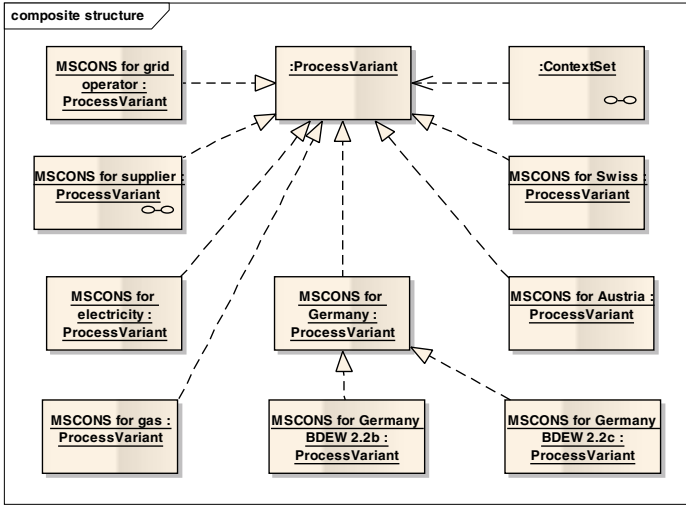 composite structure
MSCONS for grid
operator :
ProcessVariant
:ProcessVariant
:ContextSet
MSCONS for supplier :
ProcessVariant
MSCONS for Swiss :
ProcessVariant
MSCONS for
electricity :
ProcessVariant
MSCONS for
Germany :
ProcessVariant
MSCONS for Austria :
ProcessVariant
MSCONS for gas :
ProcessVariant
MSCONS for Germany
BDEW 2.2b :
ProcessVariant
MSCONS for Germany
BDEW 2.2c :
ProcessVariant